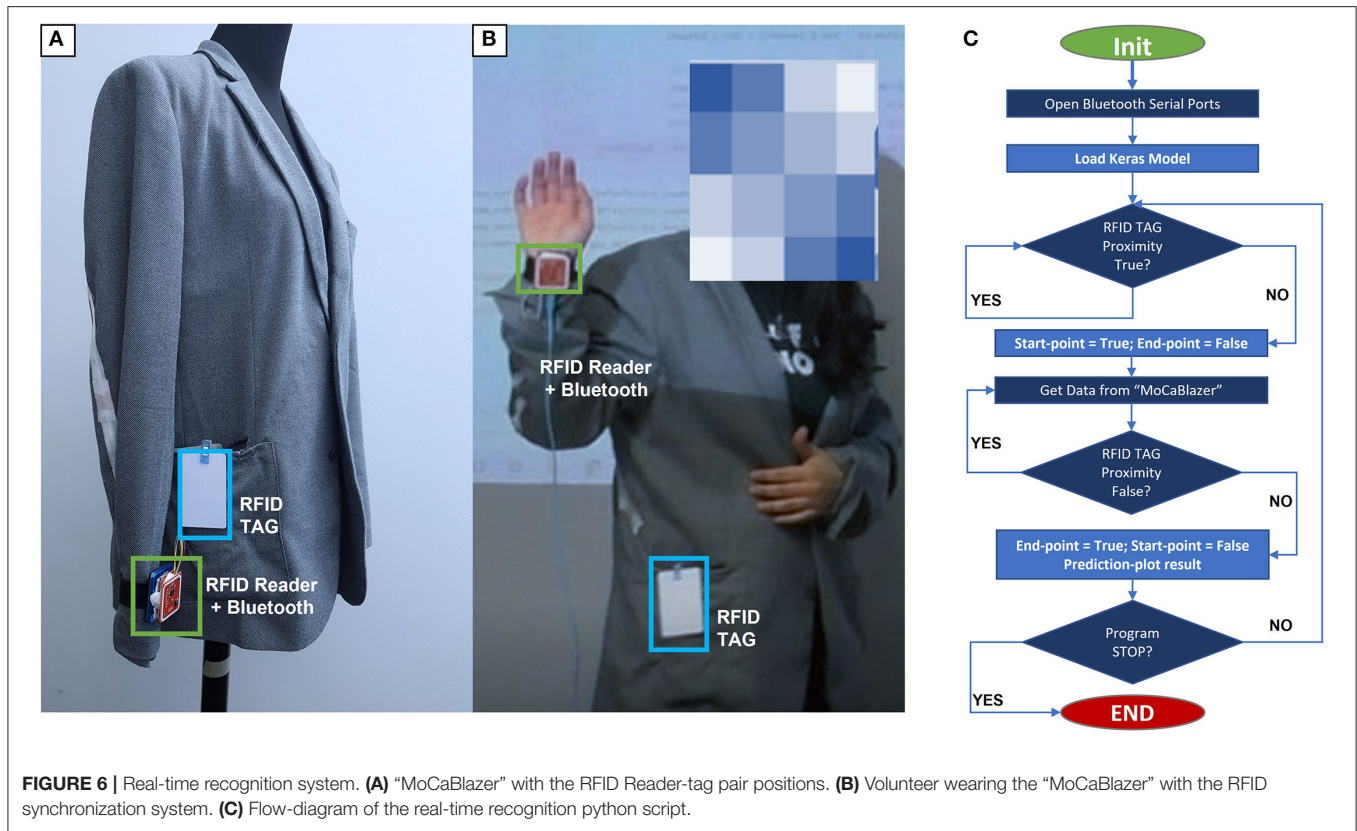 A
RFID
TAG
RFID Reader
+ Bluetooth
B
RFID Reader
+ Bluetooth
RFID
TAG
C
Init
Open Bluetooth Serial Ports
Load Keras Model
RFID TAG
Proximity
True?
YES
NO
Start-point = True; End-point = False
Get Data from “MoCaBlazer”
YES
RFID TAG
Proximity
False?
NO
End-point = True; Start-point = False
Prediction-plot result
Program
STOP?
NO
YES
END
FIGURE 6 | Real-time recognition system. (A) “MoCaBlazer” with the RFID Reader-tag pair positions. (B) Volunteer wearing the “MoCaBlazer” with the RFID
synchronization system. (C) Flow-diagram of the real-time recognition python script.